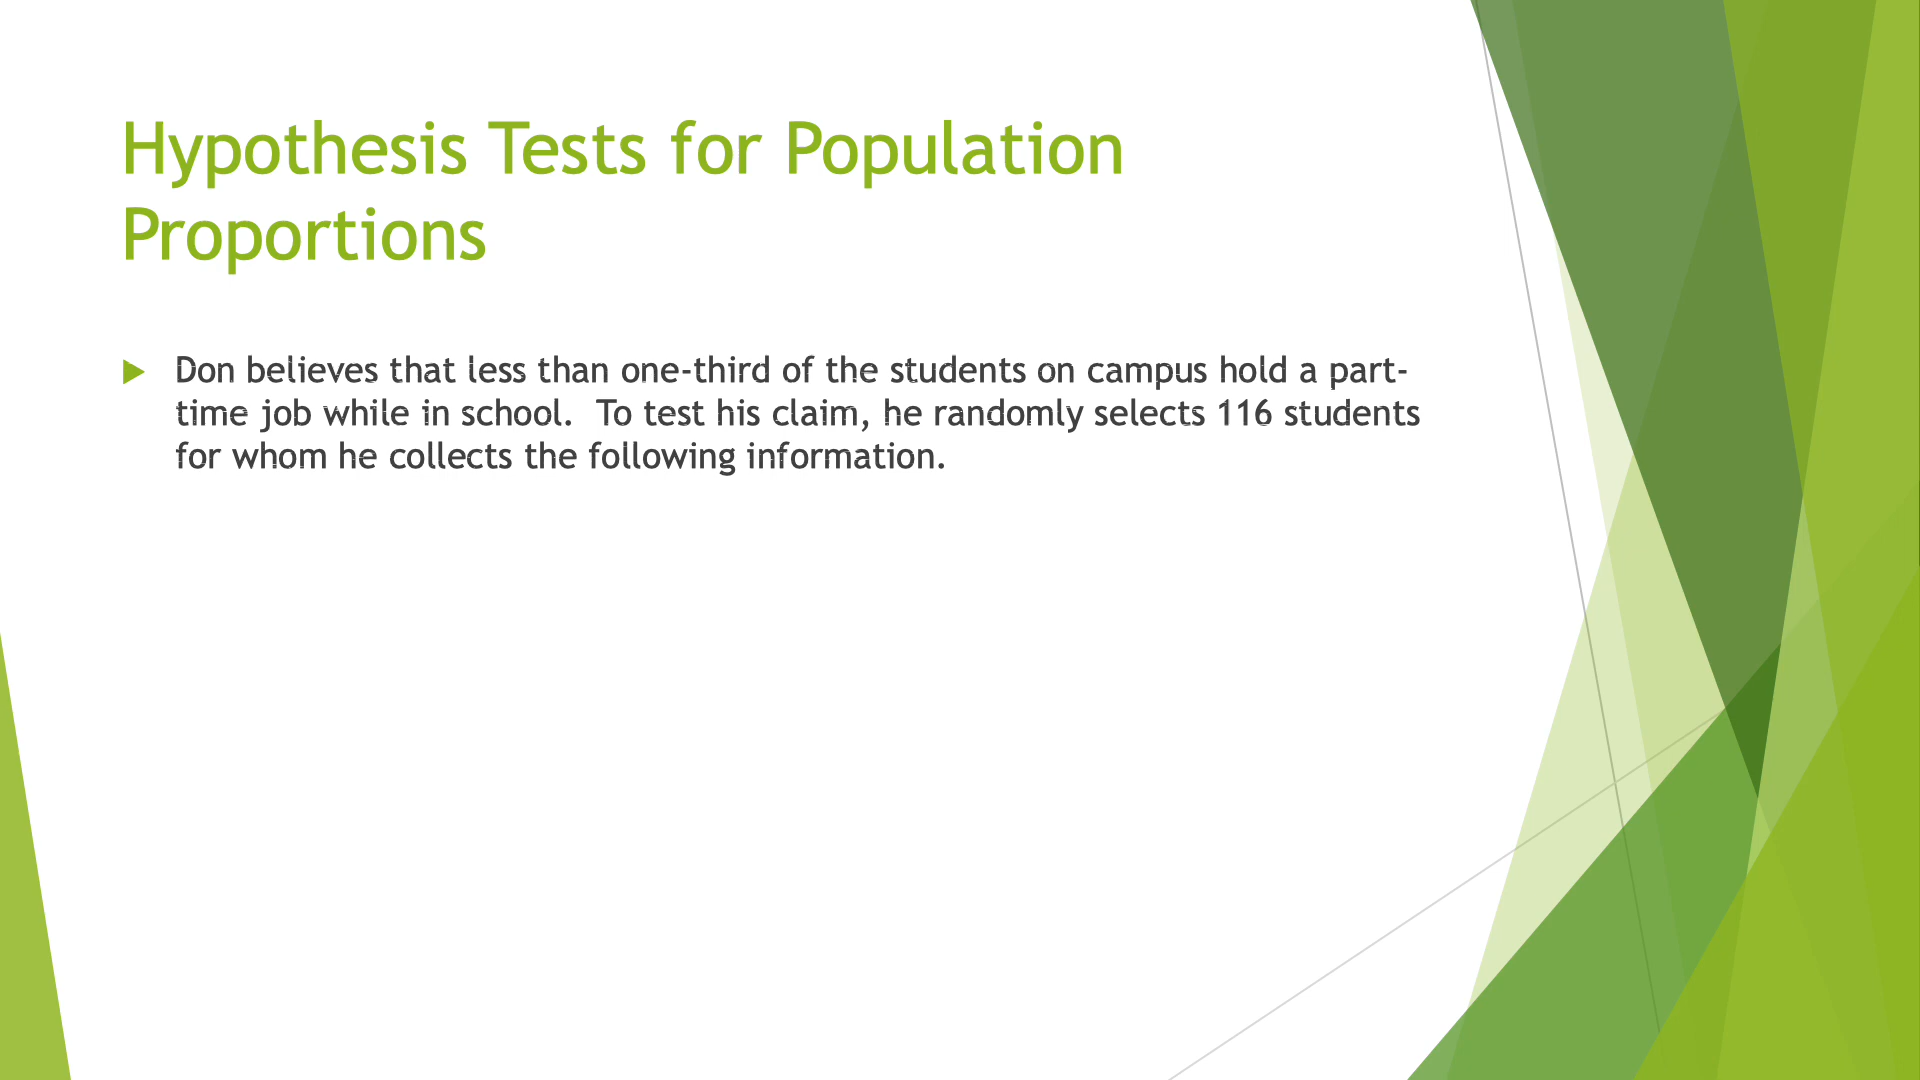 Hypothesis Tests for Population
Proportions
Don believes that less than one-third of the students on campus hold a part-
time job while in school.  To test his claim, he randomly selects 116 students
for whom he collects the following information.